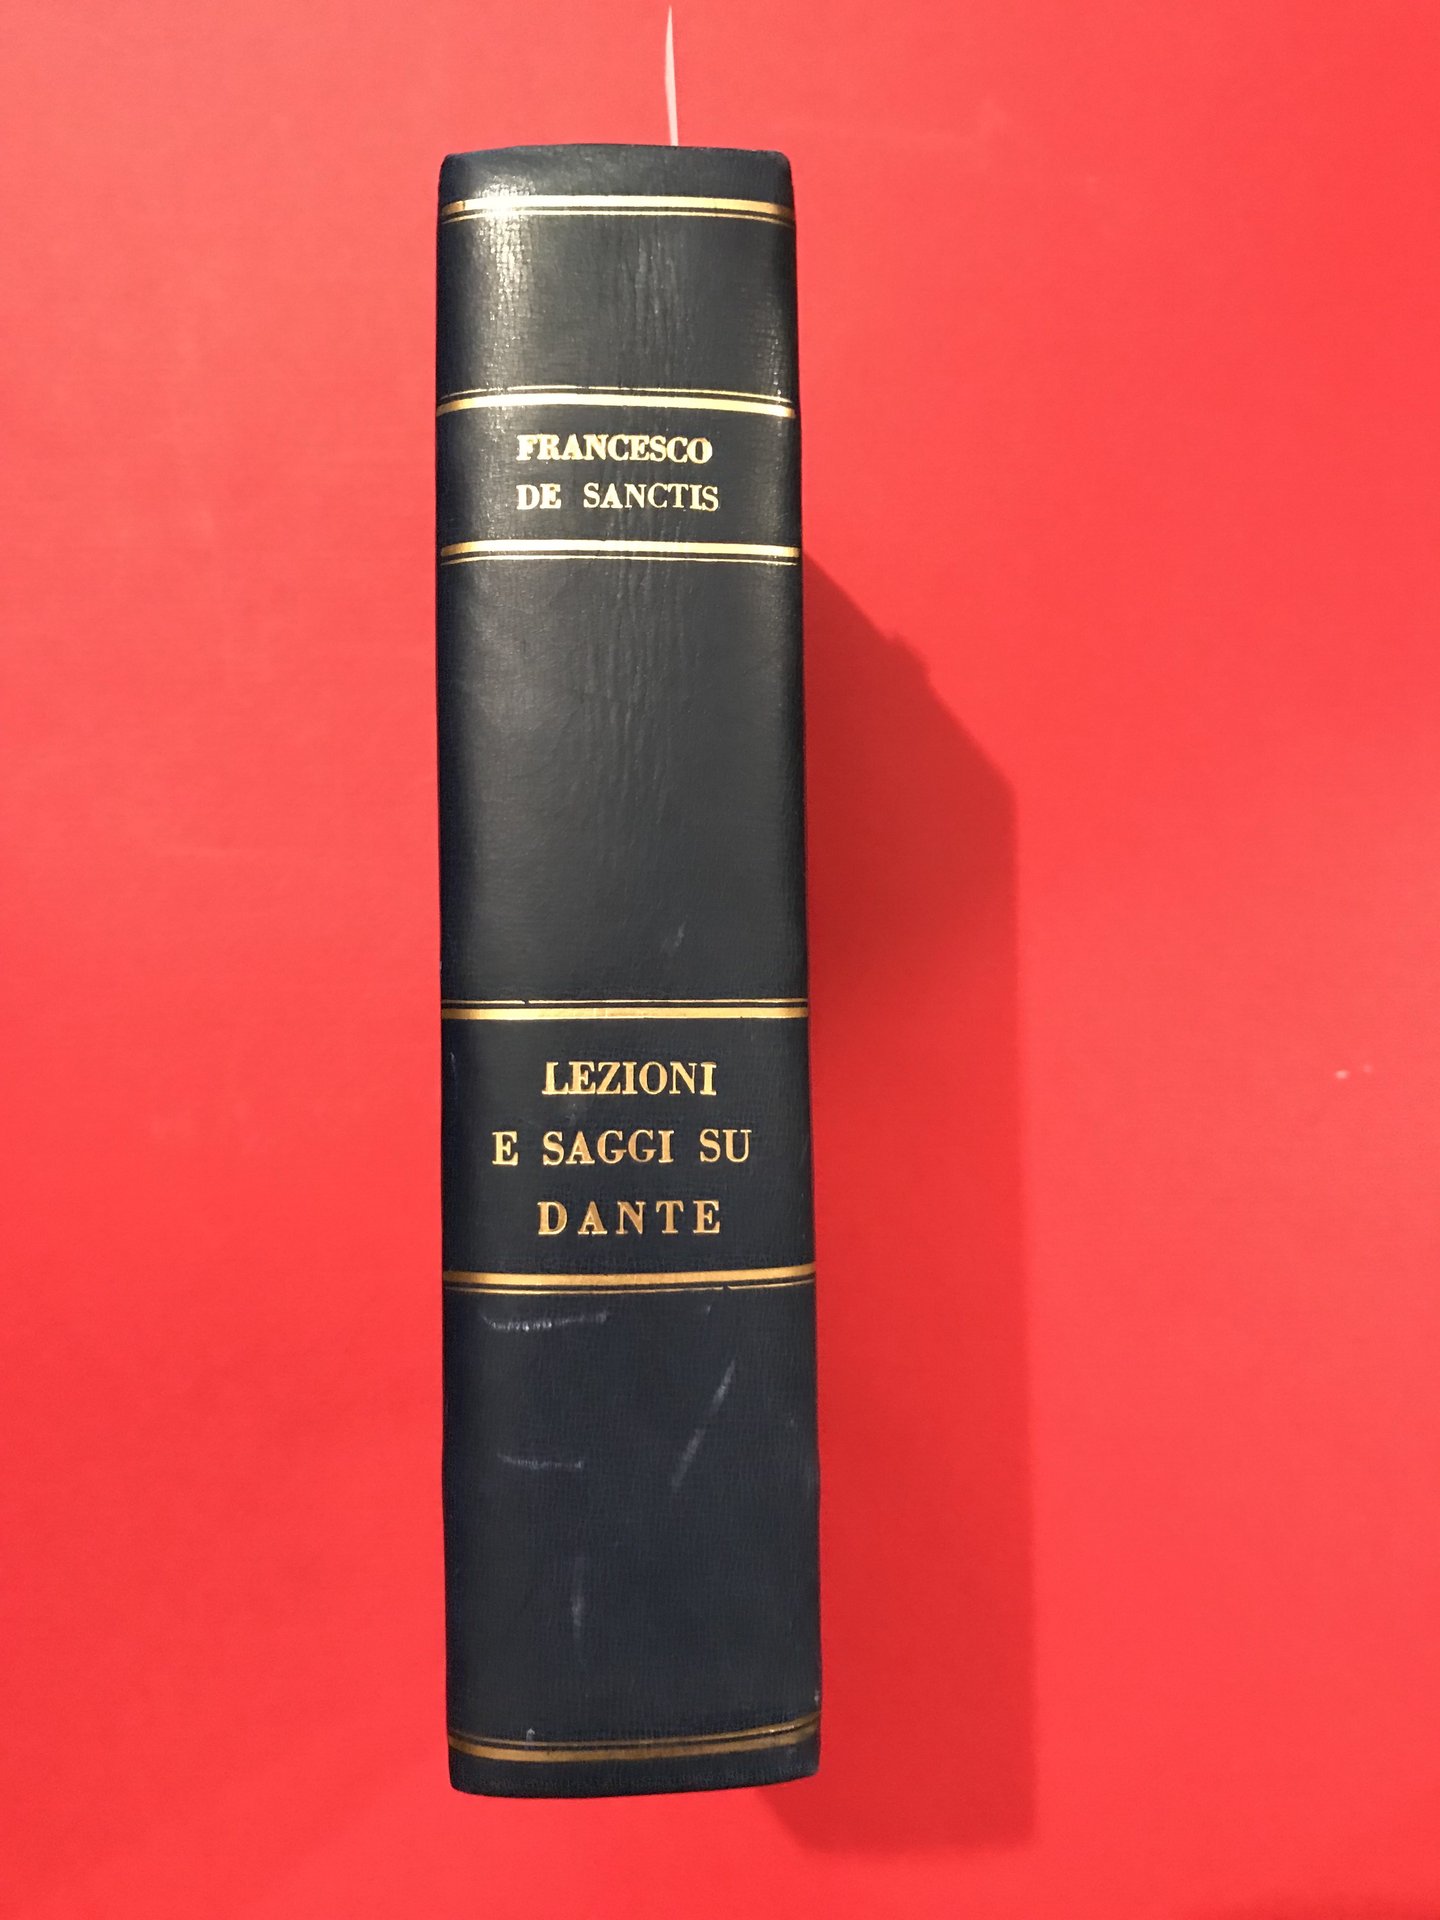 FRANCESCO
DE SANCTIS
LEZIONI
E SAGGI SU
DANTE